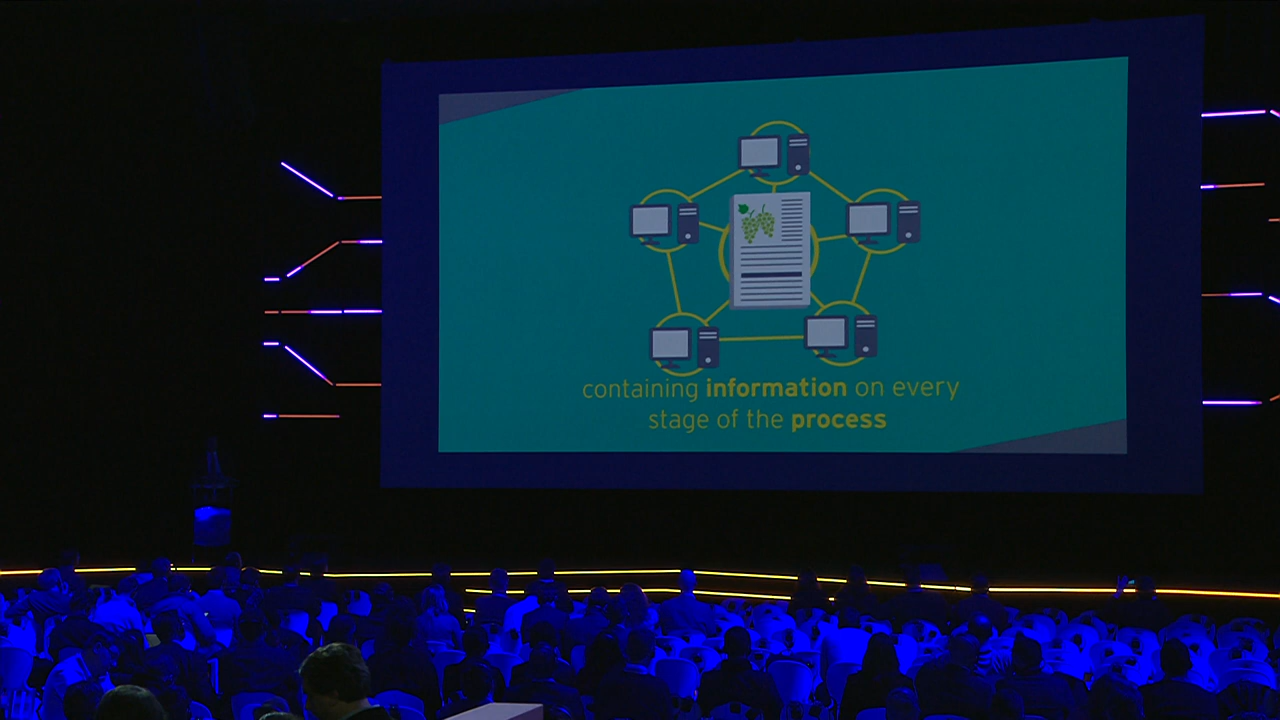 containing information on every
stage of the process